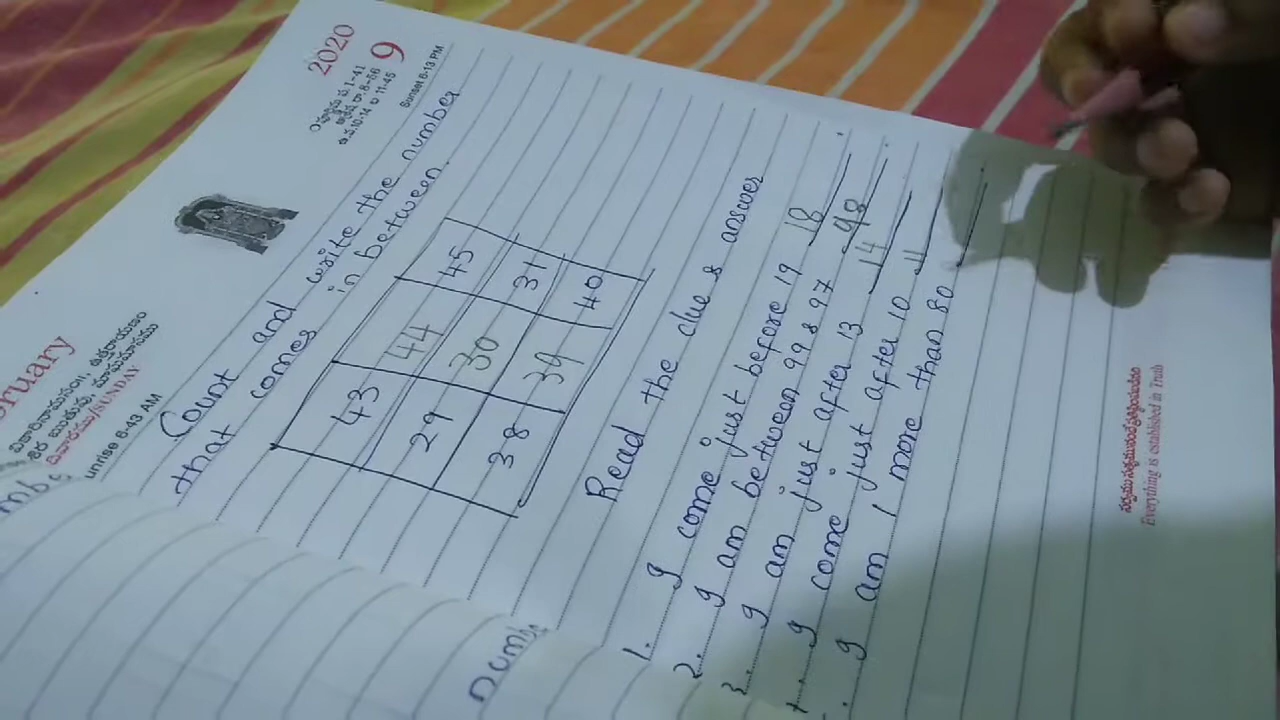 2020
9
Sunset 6-13 PM
Count and write the number
that comes in between.
43 44 45
29 30 31
38 39 40
Read the clue & answer
1. I come just before 19 18
2. I am between 99 & 97 98
3. I am just after 13 14
I come just after 10 11
I am 1 more than 80
Everything is established in Truth
/SUNDAY
unrise 6-43 AM
numbe